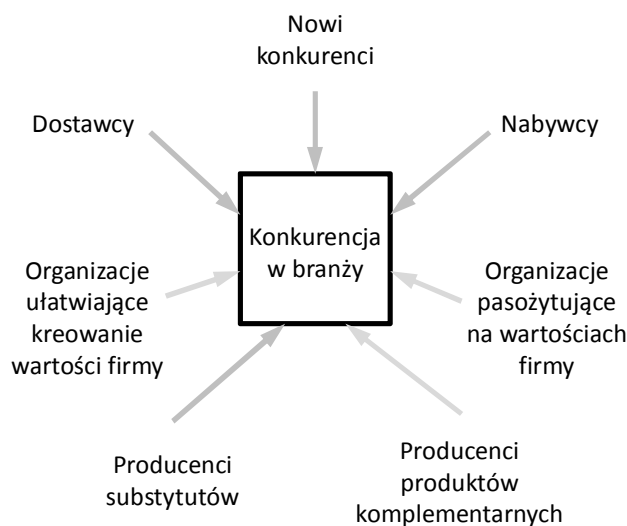 Nowi
konkurenci
Dostawcy
Nabywcy
Konkurencja
w branży
Organizacje
ułatwiające
kreowanie
wartości firmy
Organizacje
pasożytujące
na wartościach
firmy
Producenci
substytutów
Producenci
produktów
komplementarnych